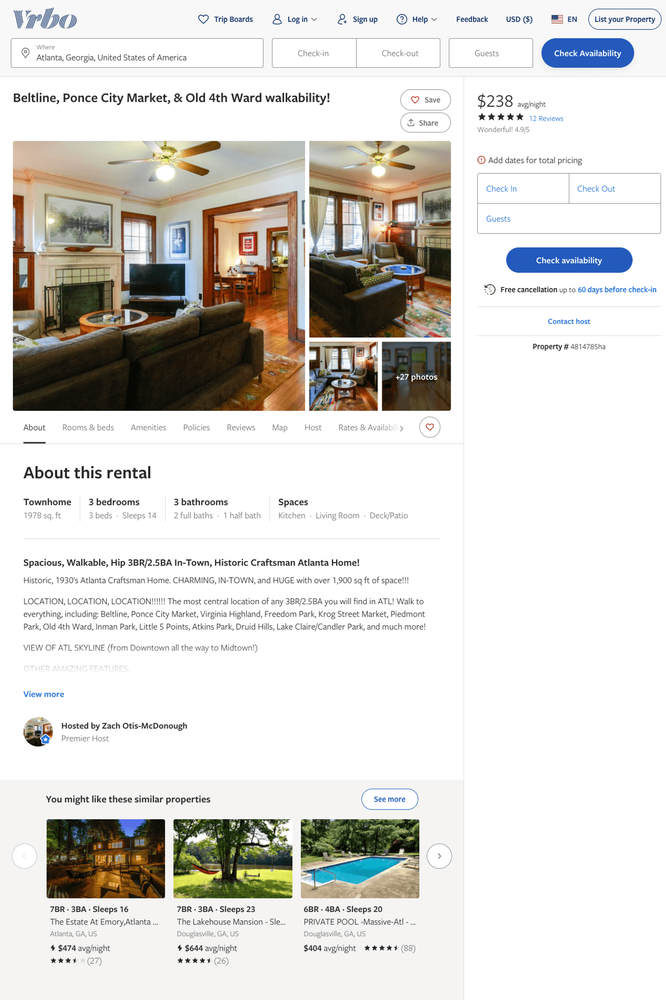 Vrbo
Trip Boards
Log in
Sign up
Help
Feedback
USD ($)
EN
List your Property
Where
Atlanta, Georgia, United States of America
Check-in
Check-out
Guests
Check Availability
Beltline, Ponce City Market, & Old 4th Ward walkability!
Save
Share
+27 photos
$238 avg/night
12 Reviews
Wonderful! 4.9/5
Add dates for total pricing
Check In
Check Out
Guests
Check availability
Free cancellation up to 60 days before check-in
Contact host
Property # 4814785ha
About
Rooms & beds
Amenities
Policies
Reviews
Map
Host
Rates & Availabili
About this rental
Townhome
1978 sq. ft
3 bedrooms
3 beds · Sleeps 14
3 bathrooms
2 full baths · 1 half bath
Spaces
Kitchen · Living Room · Deck/Patio
Spacious, Walkable, Hip 3BR/2.5BA In-Town, Historic Craftsman Atlanta Home!
Historic, 1930's Atlanta Craftsman Home. CHARMING, IN-TOWN, and HUGE with over 1,900 sq ft of space!!!
LOCATION, LOCATION, LOCATION!!!!!! The most central location of any 3BR/2.5BA you will find in ATL! Walk to
everything, including: Beltline, Ponce City Market, Virginia Highland, Freedom Park, Krog Street Market, Piedmont
Park, Old 4th Ward, Inman Park, Little 5 Points, Atkins Park, Druid Hills, Lake Claire/Candler Park, and much more!
VIEW OF ATL SKYLINE (from Downtown all the way to Midtown!)
OTHER AMAZING FEATURES:
View more
Hosted by Zach Otis-McDonough
Premier Host
You might like these similar properties
See more
7BR · 3BA · Sleeps 16
The Estate At Emory,Atlanta ...
Atlanta, GA, US
$474 avg/night
(27)
7BR · 3BA · Sleeps 23
The Lakehouse Mansion - Sle...
Douglasville, GA, US
$644 avg/night
(26)
6BR · 4BA · Sleeps 20
PRIVATE POOL -Massive-Atl - ...
Douglasville, GA, US
$404 avg/night
(88)